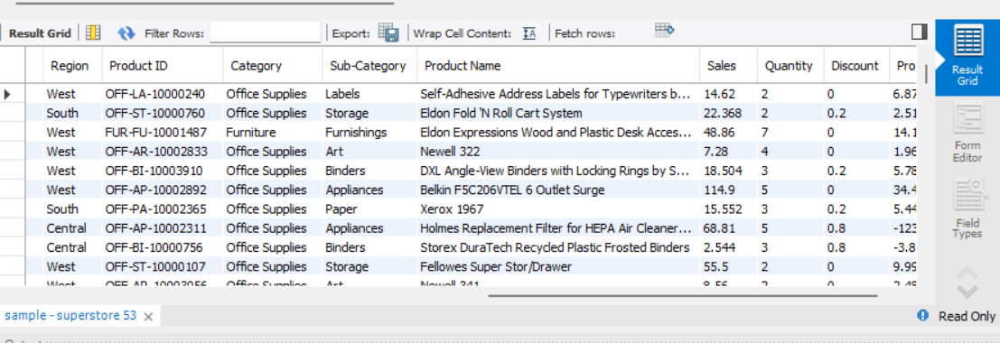 Result Grid Filter Rows: Export: Wrap Cell Content: Fetch rows:
Region Product ID Category Sub-Category Product Name Sales Quantity Discount Pro
West OFF-LA-10000240 Office Supplies Labels Self-Adhesive Address Labels for Typewriters b... 14.62 2 0 6.87
South OFF-ST-10000760 Office Supplies Storage Eldon Fold 'N Roll Cart System 22.368 2 0.2 2.51
West FUR-FU-10001487 Furniture Furnishings Eldon Expressions Wood and Plastic Desk Acces... 48.86 7 0 14.1
West OFF-AR-10002833 Office Supplies Art Newell 322 7.28 4 0 1.96
West OFF-BI-10003910 Office Supplies Binders DXL Angle-View Binders with Locking Rings by S... 18.504 3 0.2 5.78
West OFF-AP-10002892 Office Supplies Appliances Belkin F5C206VTEL 6 Outlet Surge 114.9 5 0 34.4
South OFF-PA-10002365 Office Supplies Paper Xerox 1967 15.552 3 0.2 5.44
Central OFF-AP-10002311 Office Supplies Appliances Holmes Replacement Filter for HEPA Air Cleaner... 68.81 5 0.8 -123
Central OFF-BI-10000756 Office Supplies Binders Storex DuraTech Recycled Plastic Frosted Binders 2.544 3 0.8 -3.8
West OFF-ST-10000107 Office Supplies Storage Fellowes Super Stor/Drawer 55.5 2 0 9.99
West OFF-AR-10003056 Office Supplies Art Newell 341 8.56 2 0 2.48
Result
Grid
Form
Editor
Field
Types
sample - superstore 53
Read Only